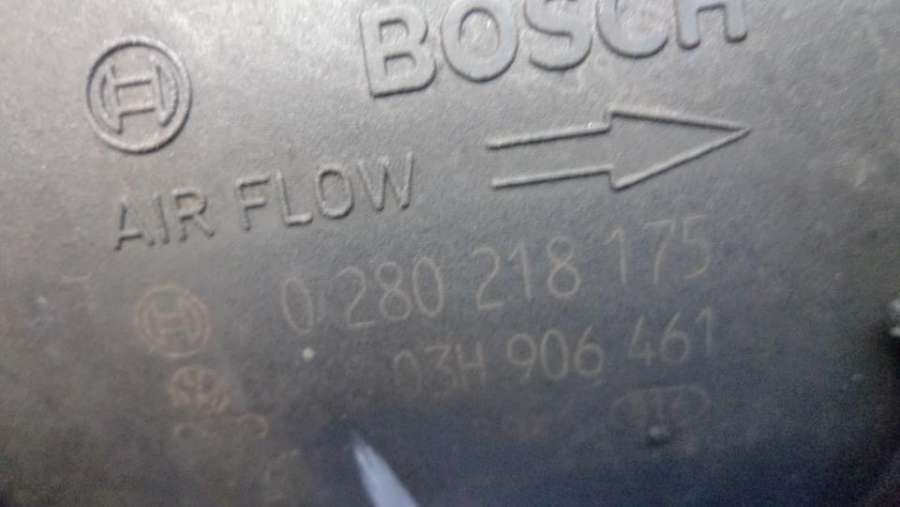 BOSCH
AIR FLOW
0 280 218 175
03H 906 461